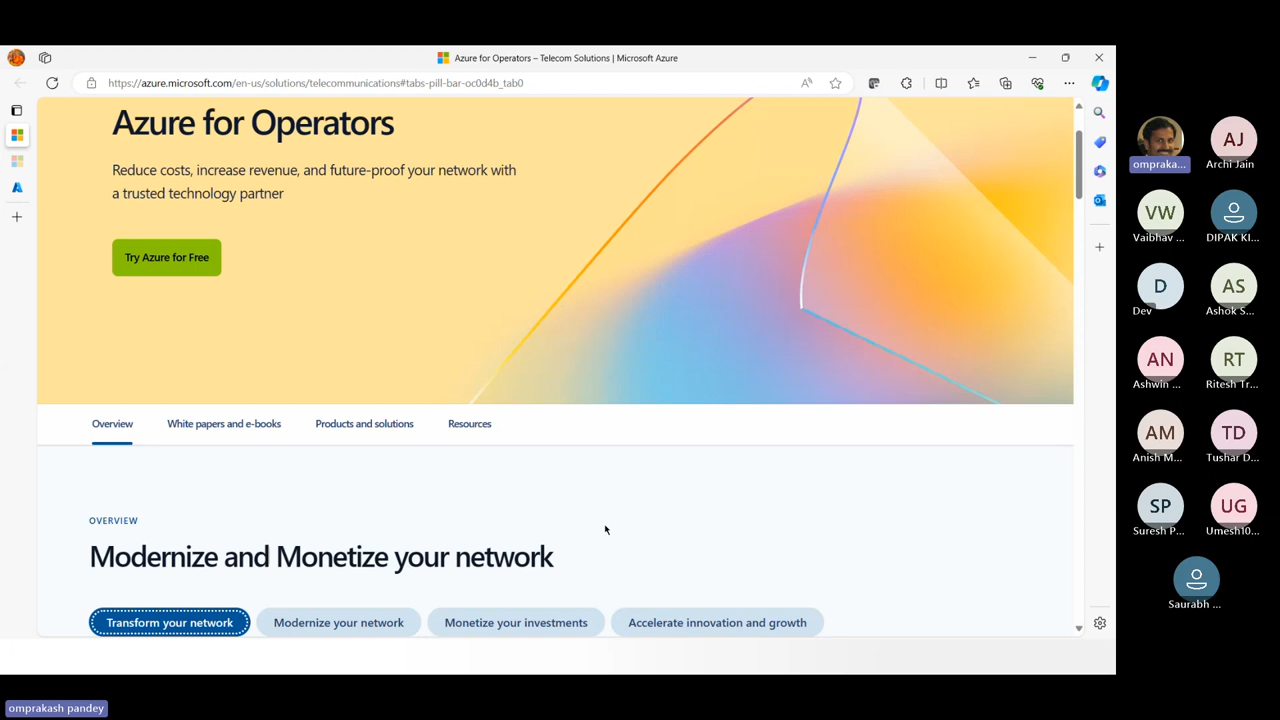 Azure for Operators – Telecom Solutions | Microsoft Azure
https://azure.microsoft.com/en-us/solutions/telecommunications#tabs-pill-bar-oc0d4b_tab0
Azure for Operators
Reduce costs, increase revenue, and future-proof your network with
a trusted technology partner
Try Azure for Free
Overview
White papers and e-books
Products and solutions
Resources
OVERVIEW
Modernize and Monetize your network
Transform your network
Modernize your network
Monetize your investments
Accelerate innovation and growth
ompraka...
AJ
Archi Jain
VW
Vaibhav ...
DIPAK KI...
D
Dev
AS
Ashok S...
AN
Ashwin ...
RT
Ritesh Tr...
AM
Anish M...
TD
Tushar D...
SP
Suresh P...
UG
Umesh10...
Saurabh ...
omprakash pandey